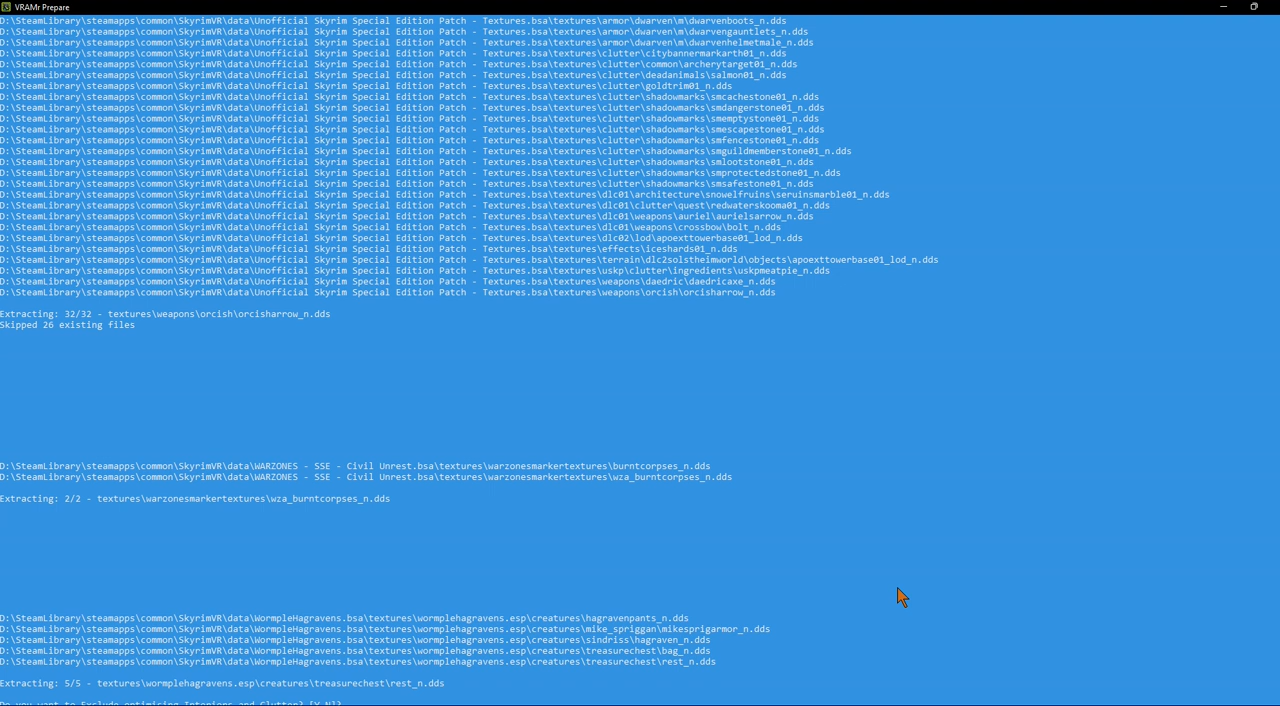 VRAMr Prepare
D:\SteamLibrary\steamapps\common\SkyrimVR\data\Unofficial Skyrim Special Edition Patch - Textures.bsa\textures\armor\dwarven\m\dwarvenboots_n.dds
D:\SteamLibrary\steamapps\common\SkyrimVR\data\Unofficial Skyrim Special Edition Patch - Textures.bsa\textures\armor\dwarven\m\dwarvengauntlets_n.dds
D:\SteamLibrary\steamapps\common\SkyrimVR\data\Unofficial Skyrim Special Edition Patch - Textures.bsa\textures\armor\dwarven\m\dwarvenhelmetmale_n.dds
D:\SteamLibrary\steamapps\common\SkyrimVR\data\Unofficial Skyrim Special Edition Patch - Textures.bsa\textures\clutter\citybannermarkarth01_n.dds
D:\SteamLibrary\steamapps\common\SkyrimVR\data\Unofficial Skyrim Special Edition Patch - Textures.bsa\textures\clutter\common\archerytarget01_n.dds
D:\SteamLibrary\steamapps\common\SkyrimVR\data\Unofficial Skyrim Special Edition Patch - Textures.bsa\textures\clutter\deadanimals\salmon01_n.dds
D:\SteamLibrary\steamapps\common\SkyrimVR\data\Unofficial Skyrim Special Edition Patch - Textures.bsa\textures\clutter\goldtrim01_n.dds
D:\SteamLibrary\steamapps\common\SkyrimVR\data\Unofficial Skyrim Special Edition Patch - Textures.bsa\textures\clutter\shadowmarks\smcachestone01_n.dds
D:\SteamLibrary\steamapps\common\SkyrimVR\data\Unofficial Skyrim Special Edition Patch - Textures.bsa\textures\clutter\shadowmarks\smdangerstone01_n.dds
D:\SteamLibrary\steamapps\common\SkyrimVR\data\Unofficial Skyrim Special Edition Patch - Textures.bsa\textures\clutter\shadowmarks\smemptystone01_n.dds
D:\SteamLibrary\steamapps\common\SkyrimVR\data\Unofficial Skyrim Special Edition Patch - Textures.bsa\textures\clutter\shadowmarks\smescapestone01_n.dds
D:\SteamLibrary\steamapps\common\SkyrimVR\data\Unofficial Skyrim Special Edition Patch - Textures.bsa\textures\clutter\shadowmarks\smfencestone01_n.dds
D:\SteamLibrary\steamapps\common\SkyrimVR\data\Unofficial Skyrim Special Edition Patch - Textures.bsa\textures\clutter\shadowmarks\smguildmemberstone01_n.dds
D:\SteamLibrary\steamapps\common\SkyrimVR\data\Unofficial Skyrim Special Edition Patch - Textures.bsa\textures\clutter\shadowmarks\smlootstone01_n.dds
D:\SteamLibrary\steamapps\common\SkyrimVR\data\Unofficial Skyrim Special Edition Patch - Textures.bsa\textures\clutter\shadowmarks\smprotectedstone01_n.dds
D:\SteamLibrary\steamapps\common\SkyrimVR\data\Unofficial Skyrim Special Edition Patch - Textures.bsa\textures\clutter\shadowmarks\smsafestone01_n.dds
D:\SteamLibrary\steamapps\common\SkyrimVR\data\Unofficial Skyrim Special Edition Patch - Textures.bsa\textures\dlc01\architecture\snowelfruins\seruinsmarble01_n.dds
D:\SteamLibrary\steamapps\common\SkyrimVR\data\Unofficial Skyrim Special Edition Patch - Textures.bsa\textures\dlc01\clutter\quest\redwaterskooma01_n.dds
D:\SteamLibrary\steamapps\common\SkyrimVR\data\Unofficial Skyrim Special Edition Patch - Textures.bsa\textures\dlc01\weapons\auriel\aurielsarrow_n.dds
D:\SteamLibrary\steamapps\common\SkyrimVR\data\Unofficial Skyrim Special Edition Patch - Textures.bsa\textures\dlc01\weapons\crossbow\bolt_n.dds
D:\SteamLibrary\steamapps\common\SkyrimVR\data\Unofficial Skyrim Special Edition Patch - Textures.bsa\textures\dlc02\lod\apoexttowerbase01_lod_n.dds
D:\SteamLibrary\steamapps\common\SkyrimVR\data\Unofficial Skyrim Special Edition Patch - Textures.bsa\textures\effects\iceshards01_n.dds
D:\SteamLibrary\steamapps\common\SkyrimVR\data\Unofficial Skyrim Special Edition Patch - Textures.bsa\textures\terrain\dlc2solstheimworld\objects\apoexttowerbase01_lod_n.dds
D:\SteamLibrary\steamapps\common\SkyrimVR\data\Unofficial Skyrim Special Edition Patch - Textures.bsa\textures\uskp\clutter\ingredients\uskpmeatpie_n.dds
D:\SteamLibrary\steamapps\common\SkyrimVR\data\Unofficial Skyrim Special Edition Patch - Textures.bsa\textures\weapons\daedric\daedricaxe_n.dds
D:\SteamLibrary\steamapps\common\SkyrimVR\data\Unofficial Skyrim Special Edition Patch - Textures.bsa\textures\weapons\orcish\orcisharrow_n.dds
Extracting: 32/32 - textures\weapons\orcish\orcisharrow_n.dds
Skipped 26 existing files
D:\SteamLibrary\steamapps\common\SkyrimVR\data\WARZONES - SSE - Civil Unrest.bsa\textures\warzonesmarkertextures\burntcorpses_n.dds
D:\SteamLibrary\steamapps\common\SkyrimVR\data\WARZONES - SSE - Civil Unrest.bsa\textures\warzonesmarkertextures\wza_burntcorpses_n.dds
Extracting: 2/2 - textures\warzonesmarkertextures\wza_burntcorpses_n.dds
D:\SteamLibrary\steamapps\common\SkyrimVR\data\WormpleHagravens.bsa\textures\wormplehagravens.esp\creatures\hagravenpants_n.dds
D:\SteamLibrary\steamapps\common\SkyrimVR\data\WormpleHagravens.bsa\textures\wormplehagravens.esp\creatures\mike_spriggan\mikesprigarmor_n.dds
D:\SteamLibrary\steamapps\common\SkyrimVR\data\WormpleHagravens.bsa\textures\wormplehagravens.esp\creatures\sindriss\hagraven_n.dds
D:\SteamLibrary\steamapps\common\SkyrimVR\data\WormpleHagravens.bsa\textures\wormplehagravens.esp\creatures\treasurechest\bag_n.dds
D:\SteamLibrary\steamapps\common\SkyrimVR\data\WormpleHagravens.bsa\textures\wormplehagravens.esp\creatures\treasurechest\rest_n.dds
Extracting: 5/5 - textures\wormplehagravens.esp\creatures\treasurechest\rest_n.dds
Do you want to Exclude optimising Interiors and Clutter? [Y,N]?